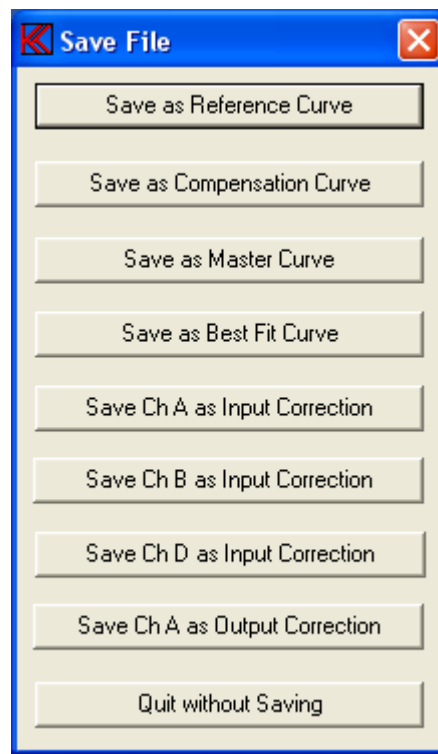 Save File
Save as Reference Curve
Save as Compensation Curve
Save as Master Curve
Save as Best Fit Curve
Save Ch A as Input Correction
Save Ch B as Input Correction
Save Ch D as Input Correction
Save Ch A as Output Correction
Quit without Saving